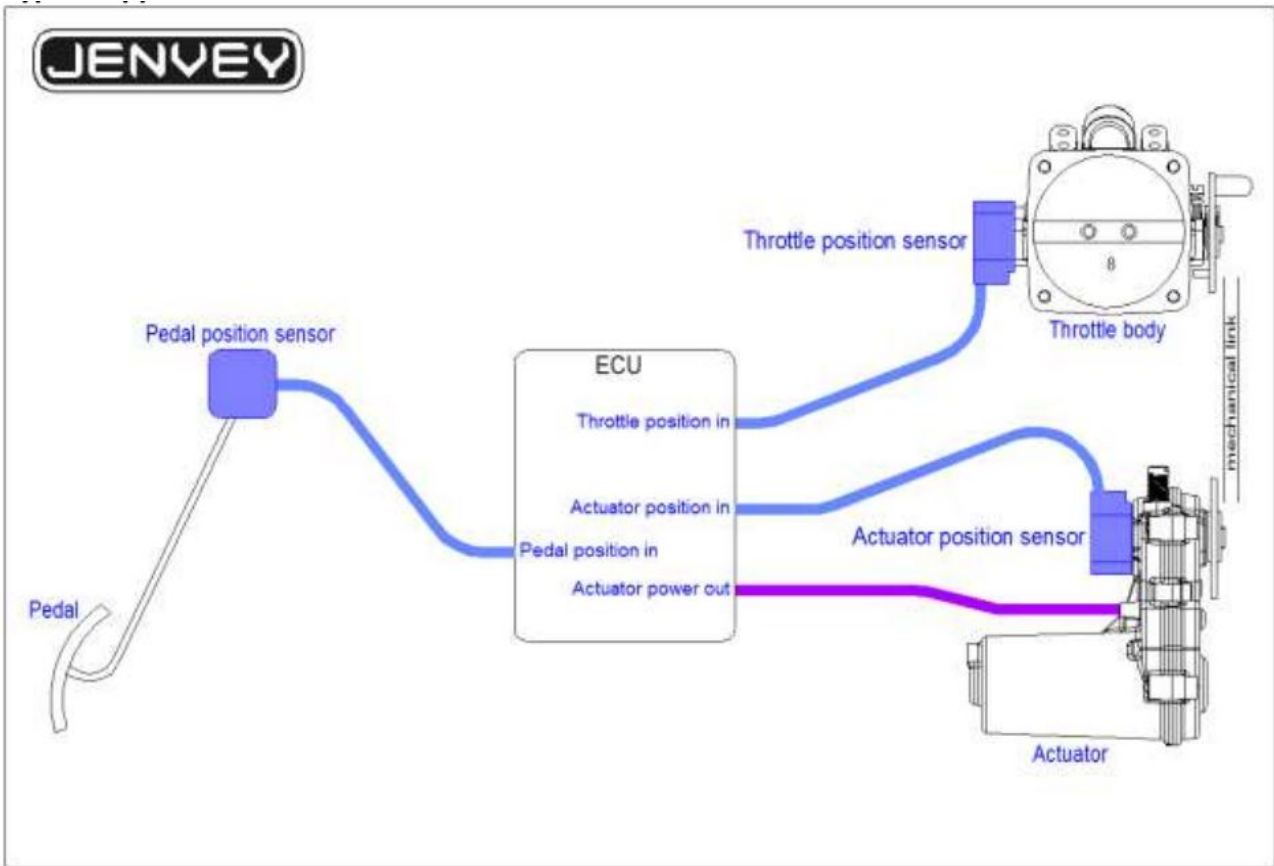 JENVEY
Throttle position sensor
Throttle body
Pedal position sensor
mechanical link
ECU
Throttle position in
Actuator position in
Actuator position sensor
Pedal position in
Actuator power out
Pedal
Actuator
8